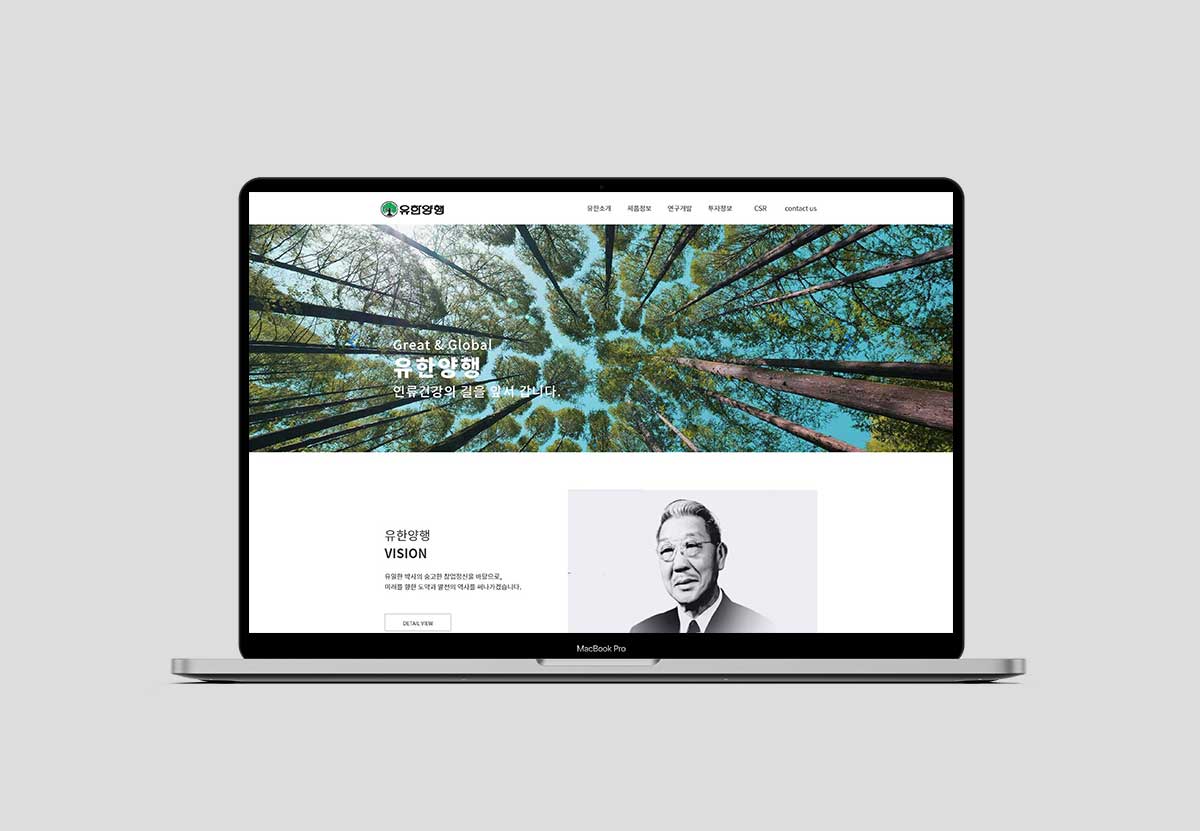 유한양행
유한소개 제품정보 연구개발 투자정보 CSR contact us
Great & Global
유한양행
인류건강의 길을 앞서 갑니다.
유한양행
VISION
유일한 박사의 숭고한 창업정신을 바탕으로,
미래를 향한 도약과 발전의 역사를 써나가겠습니다.
DETAIL VIEW
MacBook Pro